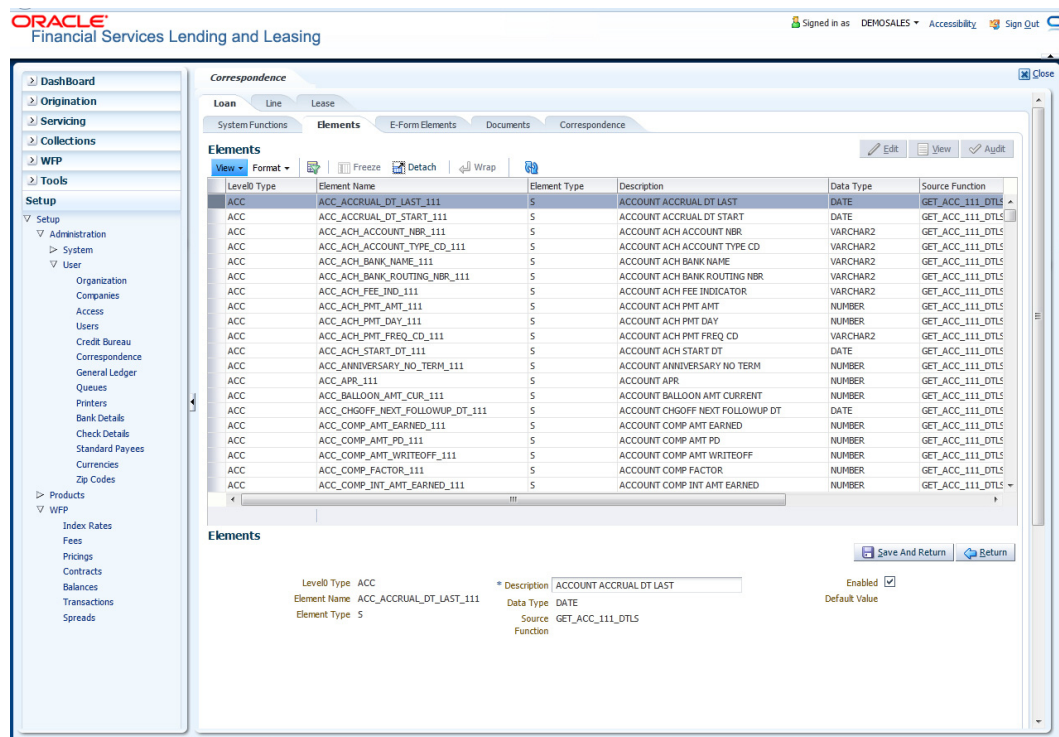 ORACLE
Financial Services Lending and Leasing
Signed in as DEMOSALES Accessibility Sign Out
Close
DashBoard
Origination
Servicing
Collections
WFP
Tools
Setup
Setup
Administration
System
User
Organization
Companies
Access
Users
Credit Bureau
Correspondence
General Ledger
Queues
Printers
Bank Details
Check Details
Standard Payees
Currencies
Zip Codes
Products
WFP
Index Rates
Fees
Pricings
Contracts
Balances
Transactions
Spreads
Correspondence
Loan Line Lease
System Functions Elements E-Form Elements Documents Correspondence
Elements
Edit View Audit
View Format Freeze Detach Wrap
Level0 Type Element Name Element Type Description Data Type Source Function
ACC ACC_ACCRUAL_DT_LAST_111 S ACCOUNT ACCRUAL DT LAST DATE GET_ACC_111_DTLS
ACC ACC_ACCRUAL_DT_START_111 S ACCOUNT ACCRUAL DT START DATE GET_ACC_111_DTLS
ACC ACC_ACH_ACCOUNT_NBR_111 S ACCOUNT ACH ACCOUNT NBR VARCHAR2 GET_ACC_111_DTLS
ACC ACC_ACH_ACCOUNT_TYPE_CD_111 S ACCOUNT ACH ACCOUNT TYPE CD VARCHAR2 GET_ACC_111_DTLS
ACC ACC_ACH_BANK_NAME_111 S ACCOUNT ACH BANK NAME VARCHAR2 GET_ACC_111_DTLS
ACC ACC_ACH_BANK_ROUTING_NBR_111 S ACCOUNT ACH BANK ROUTING NBR VARCHAR2 GET_ACC_111_DTLS
ACC ACC_ACH_FEE_IND_111 S ACCOUNT ACH FEE INDICATOR VARCHAR2 GET_ACC_111_DTLS
ACC ACC_ACH_PMT_AMT_111 S ACCOUNT ACH PMT AMT NUMBER GET_ACC_111_DTLS
ACC ACC_ACH_PMT_DAY_111 S ACCOUNT ACH PMT DAY NUMBER GET_ACC_111_DTLS
ACC ACC_ACH_PMT_FREQ_CD_111 S ACCOUNT ACH PMT FREQ CD VARCHAR2 GET_ACC_111_DTLS
ACC ACC_ACH_START_DT_111 S ACCOUNT ACH START DT DATE GET_ACC_111_DTLS
ACC ACC_ANNIVERSARY_NO_TERM_111 S ACCOUNT ANNIVERSARY NO TERM NUMBER GET_ACC_111_DTLS
ACC ACC_APR_111 S ACCOUNT APR NUMBER GET_ACC_111_DTLS
ACC ACC_BALLOON_AMT_CUR_111 S ACCOUNT BALLOON AMT CURRENT NUMBER GET_ACC_111_DTLS
ACC ACC_CHGOFF_NEXT_FOLLOWUP_DT_111 S ACCOUNT CHGOFF NEXT FOLLOWUP DT DATE GET_ACC_111_DTLS
ACC ACC_COMP_AMT_EARNED_111 S ACCOUNT COMP AMT EARNED NUMBER GET_ACC_111_DTLS
ACC ACC_COMP_AMT_PD_111 S ACCOUNT COMP AMT PD NUMBER GET_ACC_111_DTLS
ACC ACC_COMP_AMT_WRITEOFF_111 S ACCOUNT COMP AMT WRITEOFF NUMBER GET_ACC_111_DTLS
ACC ACC_COMP_FACTOR_111 S ACCOUNT COMP FACTOR NUMBER GET_ACC_111_DTLS
ACC ACC_COMP_INT_AMT_EARNED_111 S ACCOUNT COMP INT AMT EARNED NUMBER GET_ACC_111_DTLS
Elements
Save And Return Return
Level0 Type ACC * Description ACCOUNT ACCRUAL DT LAST Enabled
Element Name ACC_ACCRUAL_DT_LAST_111 Data Type DATE Default Value
Element Type S Source Function GET_ACC_111_DTLS